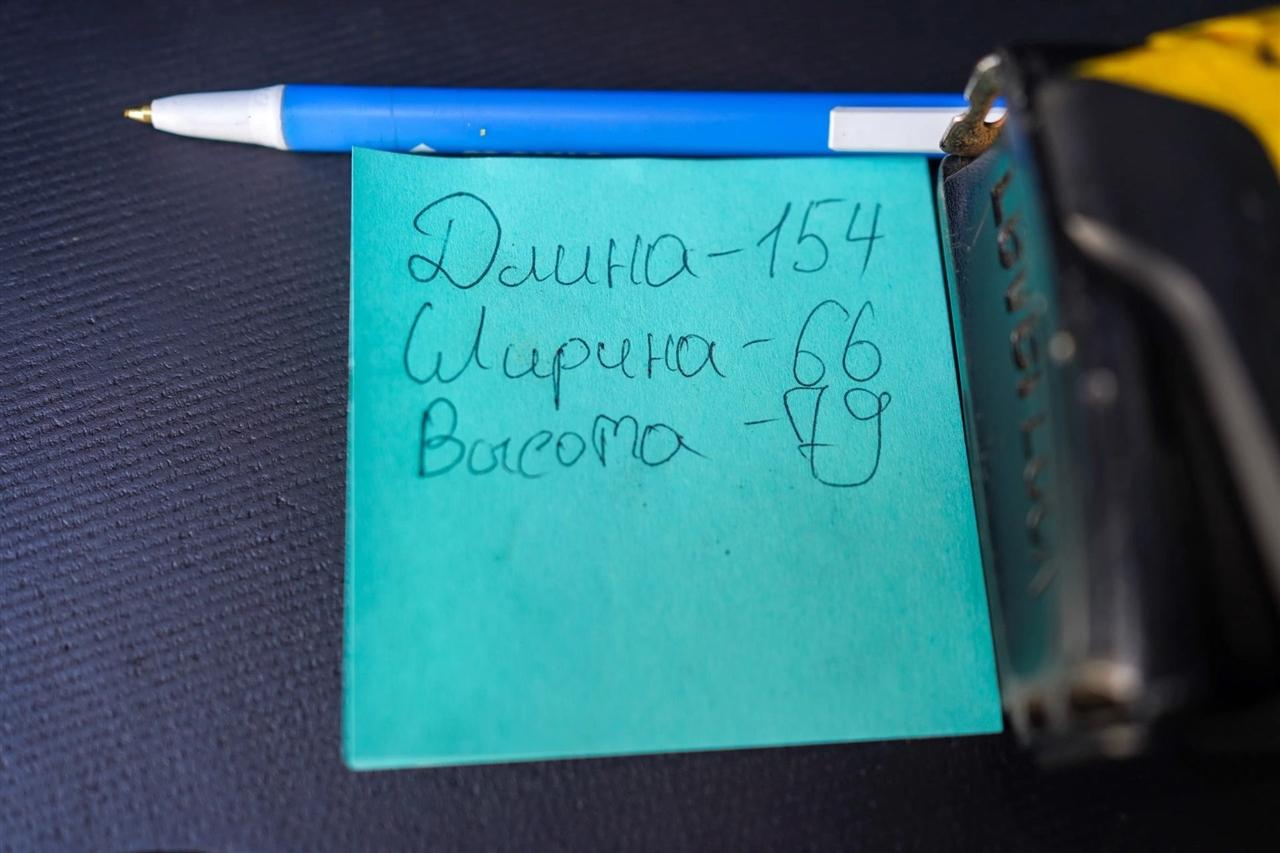 Длина - 154
Ширина - 66
Высота - 79